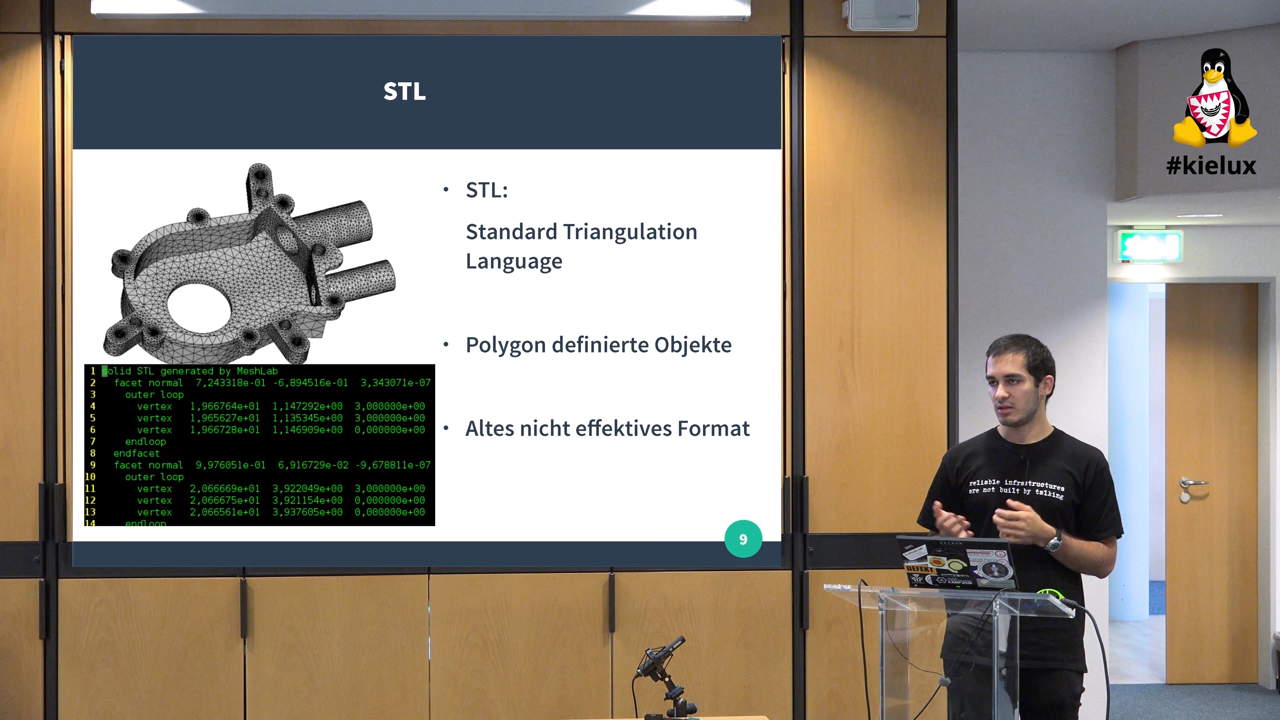 STL
STL:
Standard Triangulation
Language
Polygon definierte Objekte
Altes nicht effektives Format
1 solid STL generated by MeshLab
2 facet normal 7,243318e-01 -6,894516e-01 3,343071e-07
3 outer loop
4 vertex 1,966764e+01 1,147292e+00 3,000000e+00
5 vertex 1,965627e+01 1,135345e+00 3,000000e+00
6 vertex 1,966728e+01 1,146909e+00 0,000000e+00
7 endloop
8 endfacet
9 facet normal 9,976051e-01 6,916729e-02 -9,678811e-07
10 outer loop
11 vertex 2,066669e+01 3,922049e+00 3,000000e+00
12 vertex 2,066675e+01 3,921154e+00 0,000000e+00
13 vertex 2,066561e+01 3,937605e+00 0,000000e+00
14 endloop
9
#kielux
reliable infrastructures
are not built by talking
DEFEKT